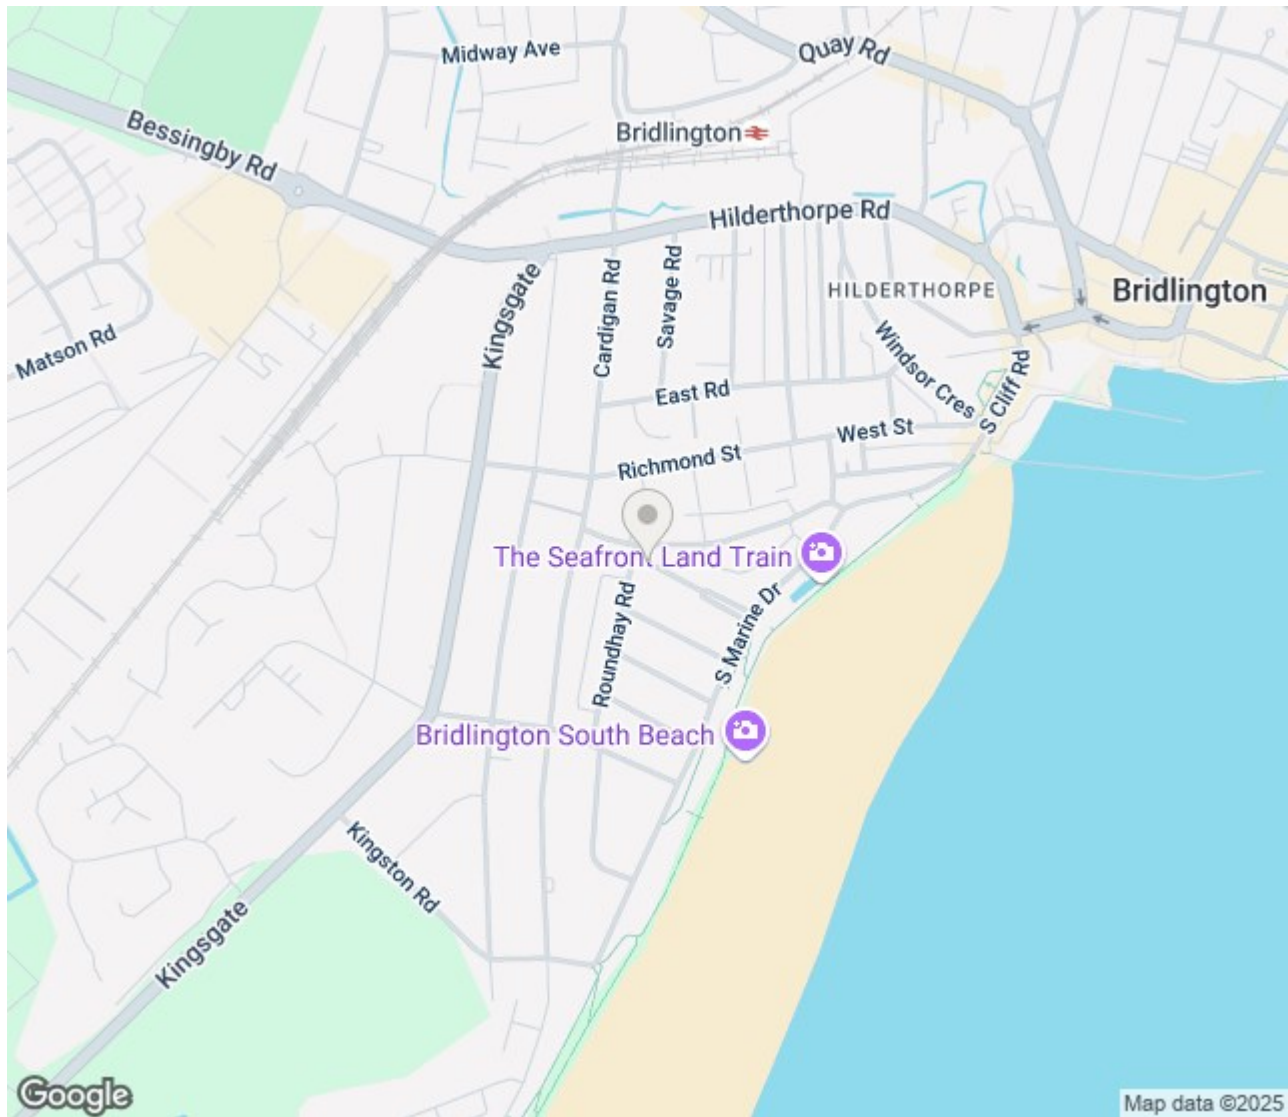 Midway Ave
Quay Rd
Bessingby Rd
Bridlington
Hilderthorpe Rd
Kingsgate
Cardigan Rd
Savage Rd
HILDERTHORPE
Bridlington
Matson Rd
Windsor Cres
S Cliff Rd
East Rd
West St
Richmond St
The Seafront Land Train
Roundhay Rd
S Marine Dr
Bridlington South Beach
Kingston Rd
Kingsgate
Google
Map data ©2025